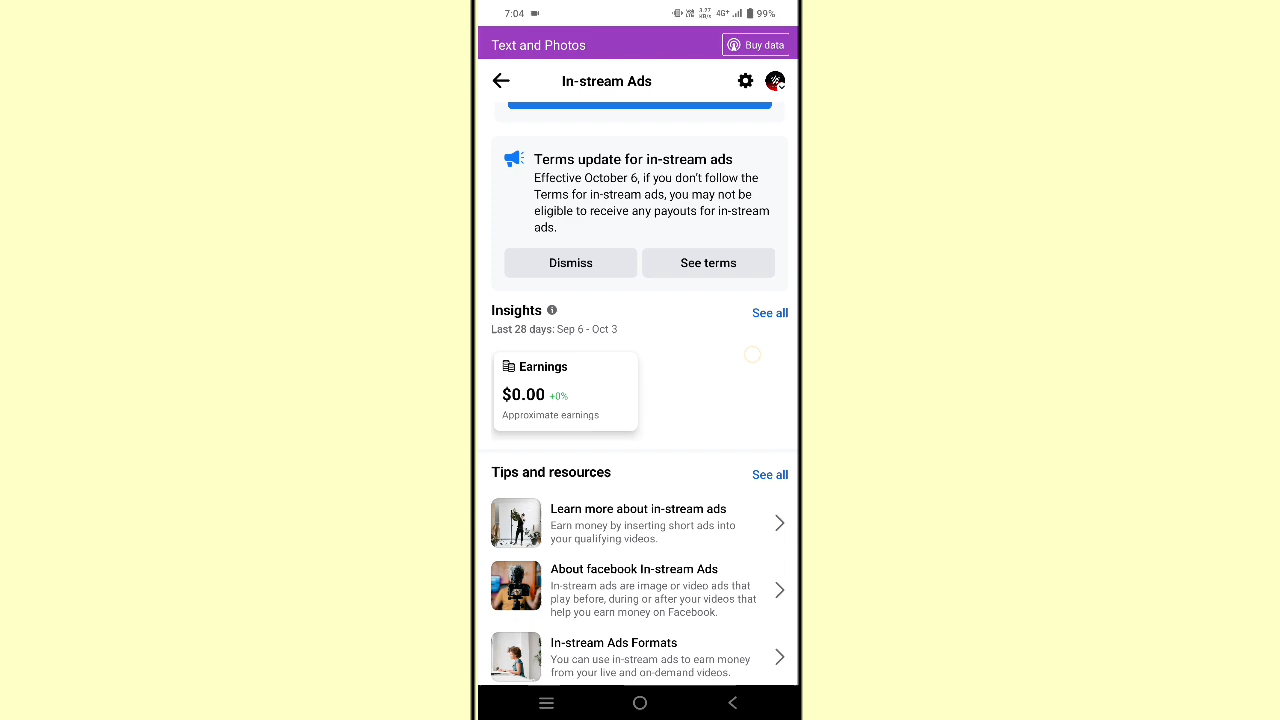 7:04
3.27
KB/s
4G+
99%
Text and Photos
Buy data
In-stream Ads
Terms update for in-stream ads
Effective October 6, if you don't follow the
Terms for in-stream ads, you may not be
eligible to receive any payouts for in-stream
ads.
Dismiss
See terms
Insights
See all
Last 28 days: Sep 6 - Oct 3
Earnings
$0.00 +0%
Approximate earnings
Tips and resources
See all
Learn more about in-stream ads
Earn money by inserting short ads into
your qualifying videos.
About facebook In-stream Ads
In-stream ads are image or video ads that
play before, during or after your videos that
help you earn money on Facebook.
In-stream Ads Formats
You can use in-stream ads to earn money
from your live and on-demand videos.